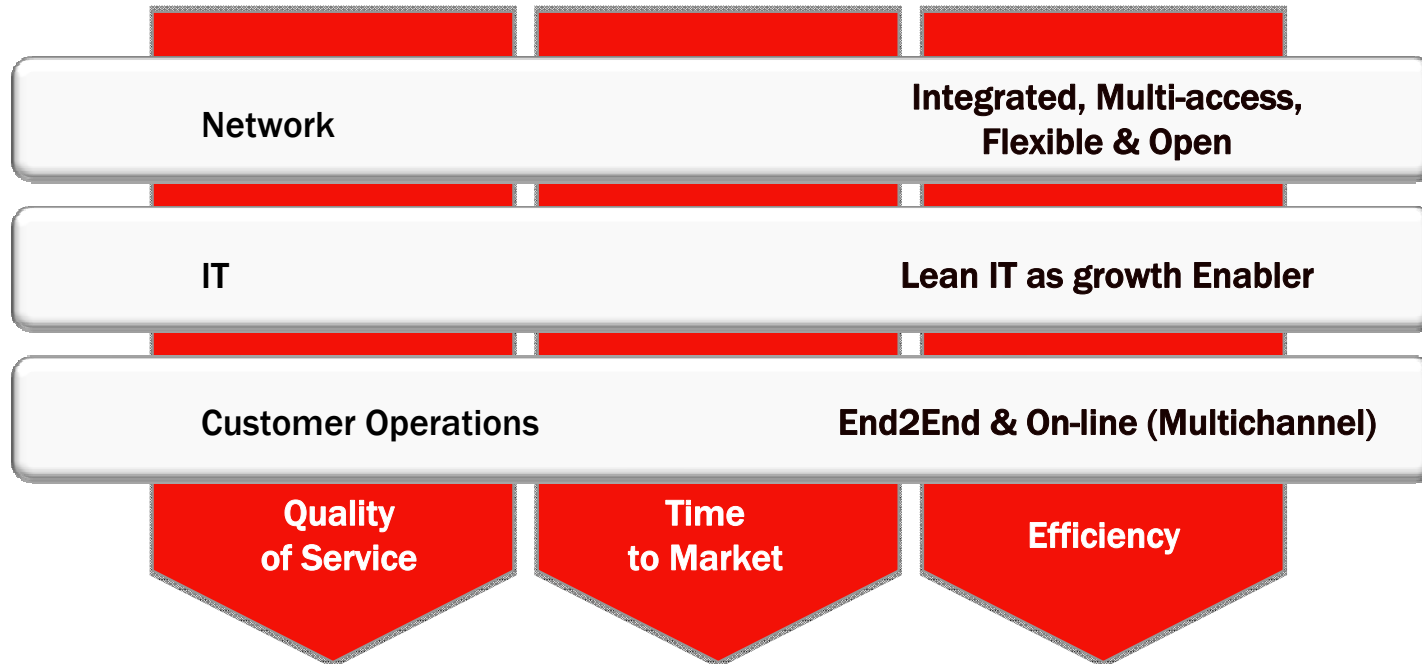 Network
Integrated, Multi-access,
Flexible & Open
IT
Lean IT as growth Enabler
Customer Operations
End2End & On-line (Multichannel)
Quality
of Service
Time
to Market
Efficiency